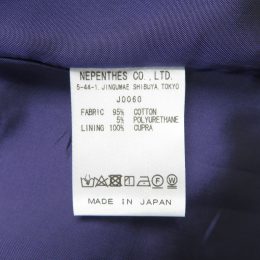 NEPENTHES CO., LTD.
5-44-1, JINGUMAE SHIBUYA, TOKYO
J0060
FABRIC 95% COTTON
5% POLYURETHANE
LINING 100% CUPRA
MADE IN JAPAN